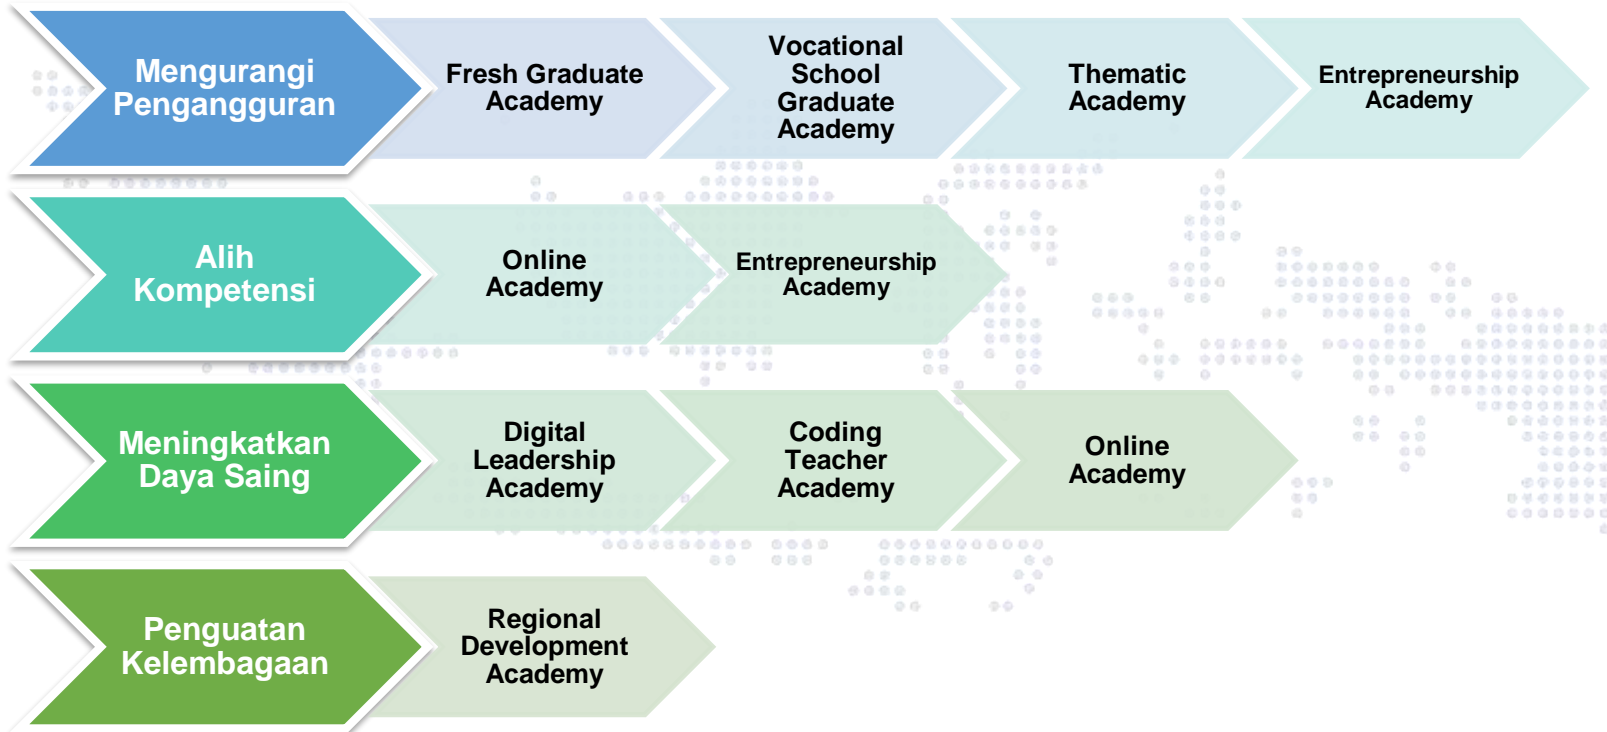 Mengurangi
Pengangguran
Fresh Graduate
Academy
Vocational
School
Graduate
Academy
Thematic
Academy
Entrepreneurship
Academy
Alih
Kompetensi
Online
Academy
Entrepreneurship
Academy
Meningkatkan
Daya Saing
Digital
Leadership
Academy
Coding
Teacher
Academy
Online
Academy
Penguatan
Kelembagaan
Regional
Development
Academy